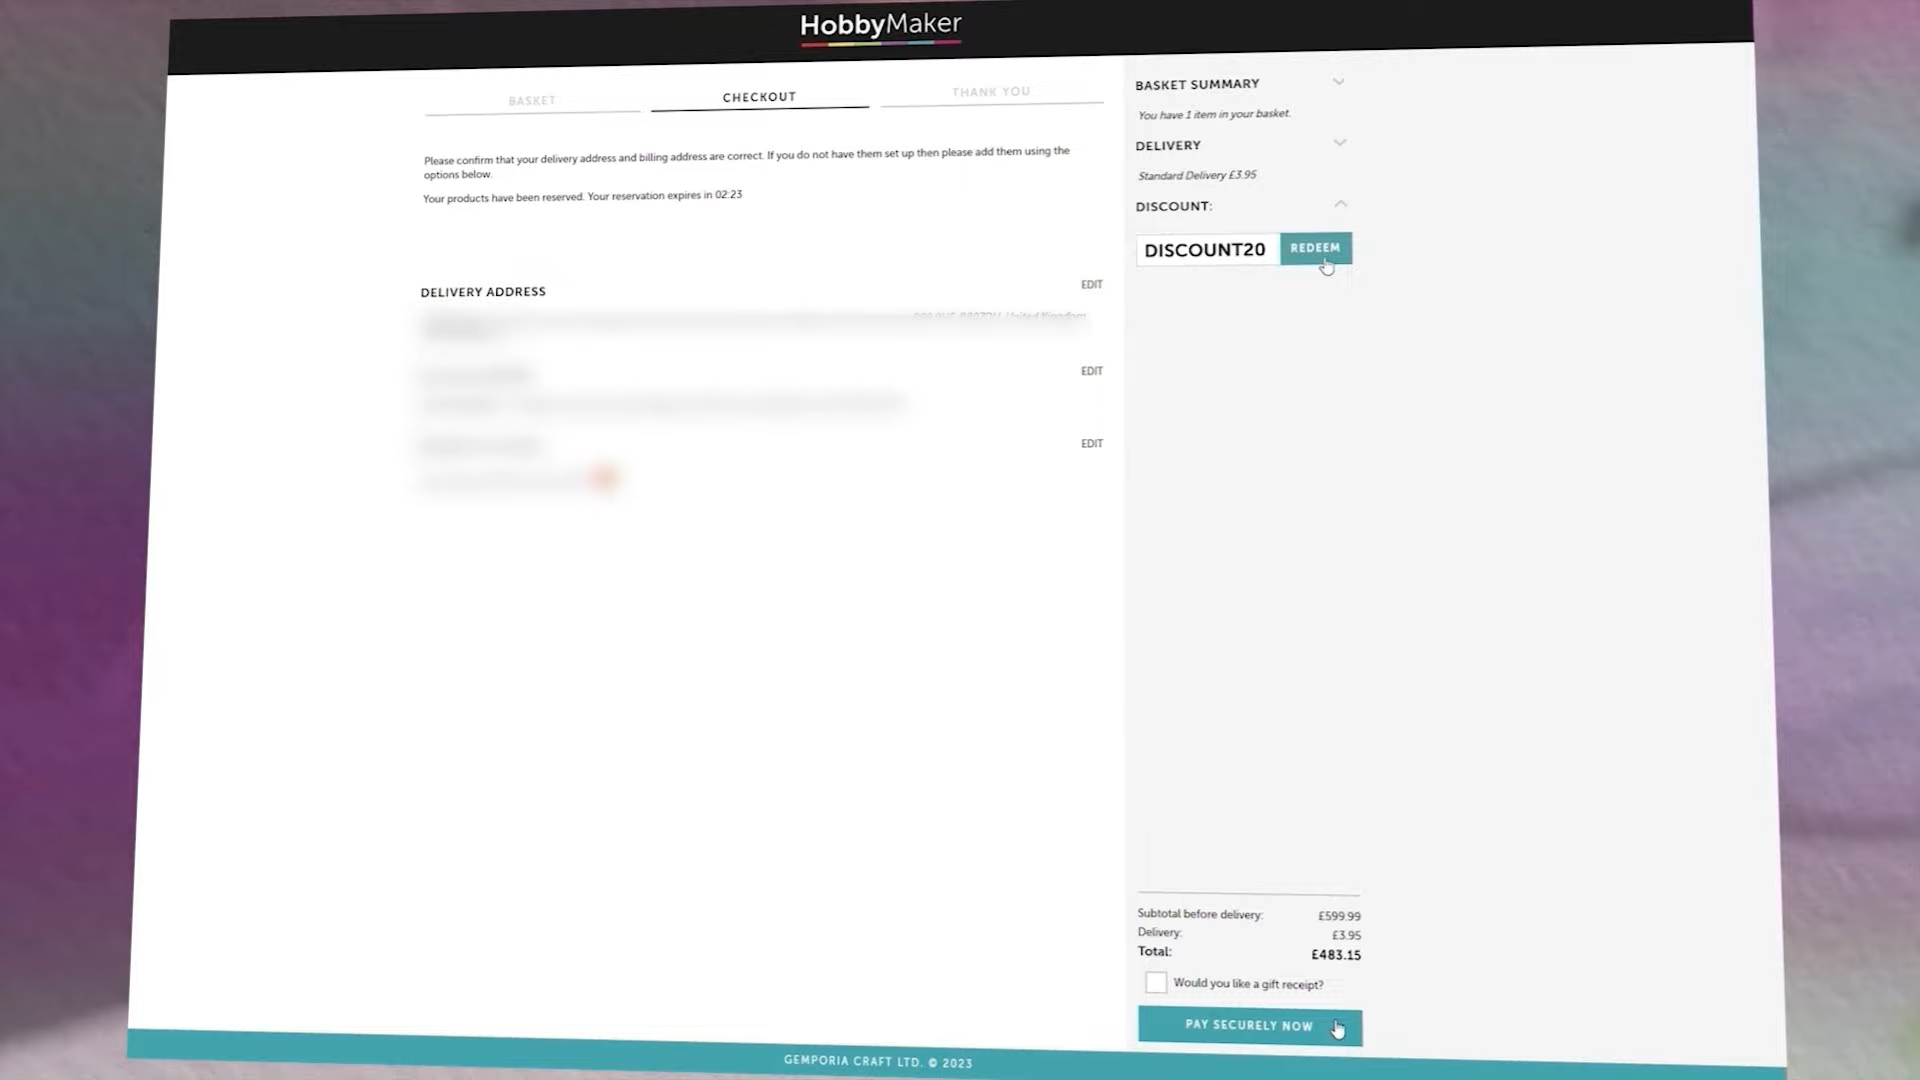 HobbyMaker
BASKET
CHECKOUT
THANK YOU
Please confirm that your delivery address and billing address are correct. If you do not have them set up then please add them using the
options below.
Your products have been reserved. Your reservation expires in 02:23
DELIVERY ADDRESS
EDIT
United Kingdom
EDIT
EDIT
BASKET SUMMARY
You have 1 item in your basket.
DELIVERY
Standard Delivery £3.95
DISCOUNT:
DISCOUNT20
REDEEM
Subtotal before delivery: £599.99
Delivery: £3.95
Total: £483.15
Would you like a gift receipt?
PAY SECURELY NOW
GEMPORIA CRAFT LTD. © 2023